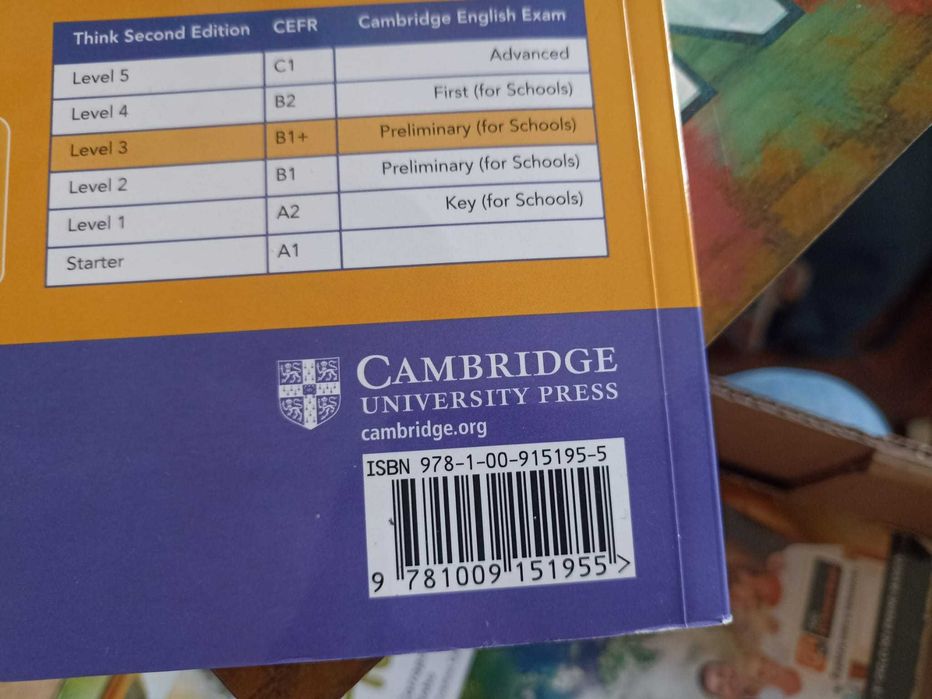 Think Second Edition CEFR Cambridge English Exam
Level 5 C1 Advanced
Level 4 B2 First (for Schools)
Level 3 B1+ Preliminary (for Schools)
Level 2 B1 Preliminary (for Schools)
Level 1 A2 Key (for Schools)
Starter A1
CAMBRIDGE
UNIVERSITY PRESS
cambridge.org
ISBN 978-1-00-915195-5
9 781009 151955 >